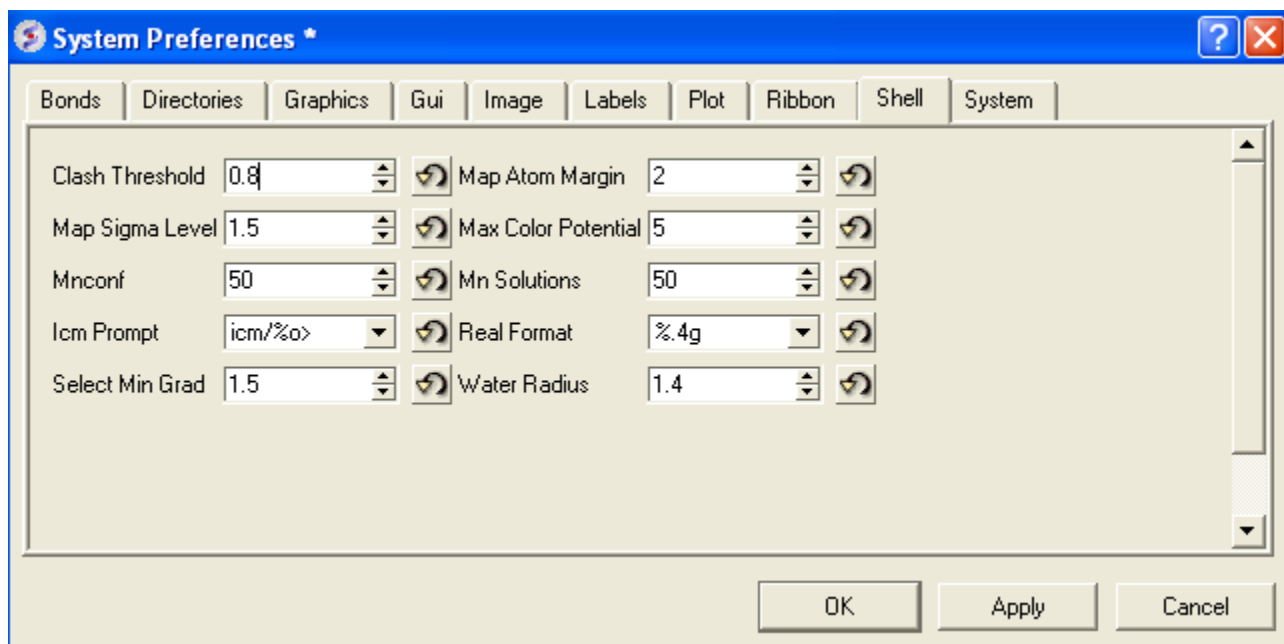 System Preferences *
Bonds Directories Graphics Gui Image Labels Plot Ribbon Shell System
Clash Threshold 0.8 Map Atom Margin 2
Map Sigma Level 1.5 Max Color Potential 5
Mnconf 50 Mn Solutions 50
Icm Prompt icm/%o> Real Format %.4g
Select Min Grad 1.5 Water Radius 1.4
OK Apply Cancel